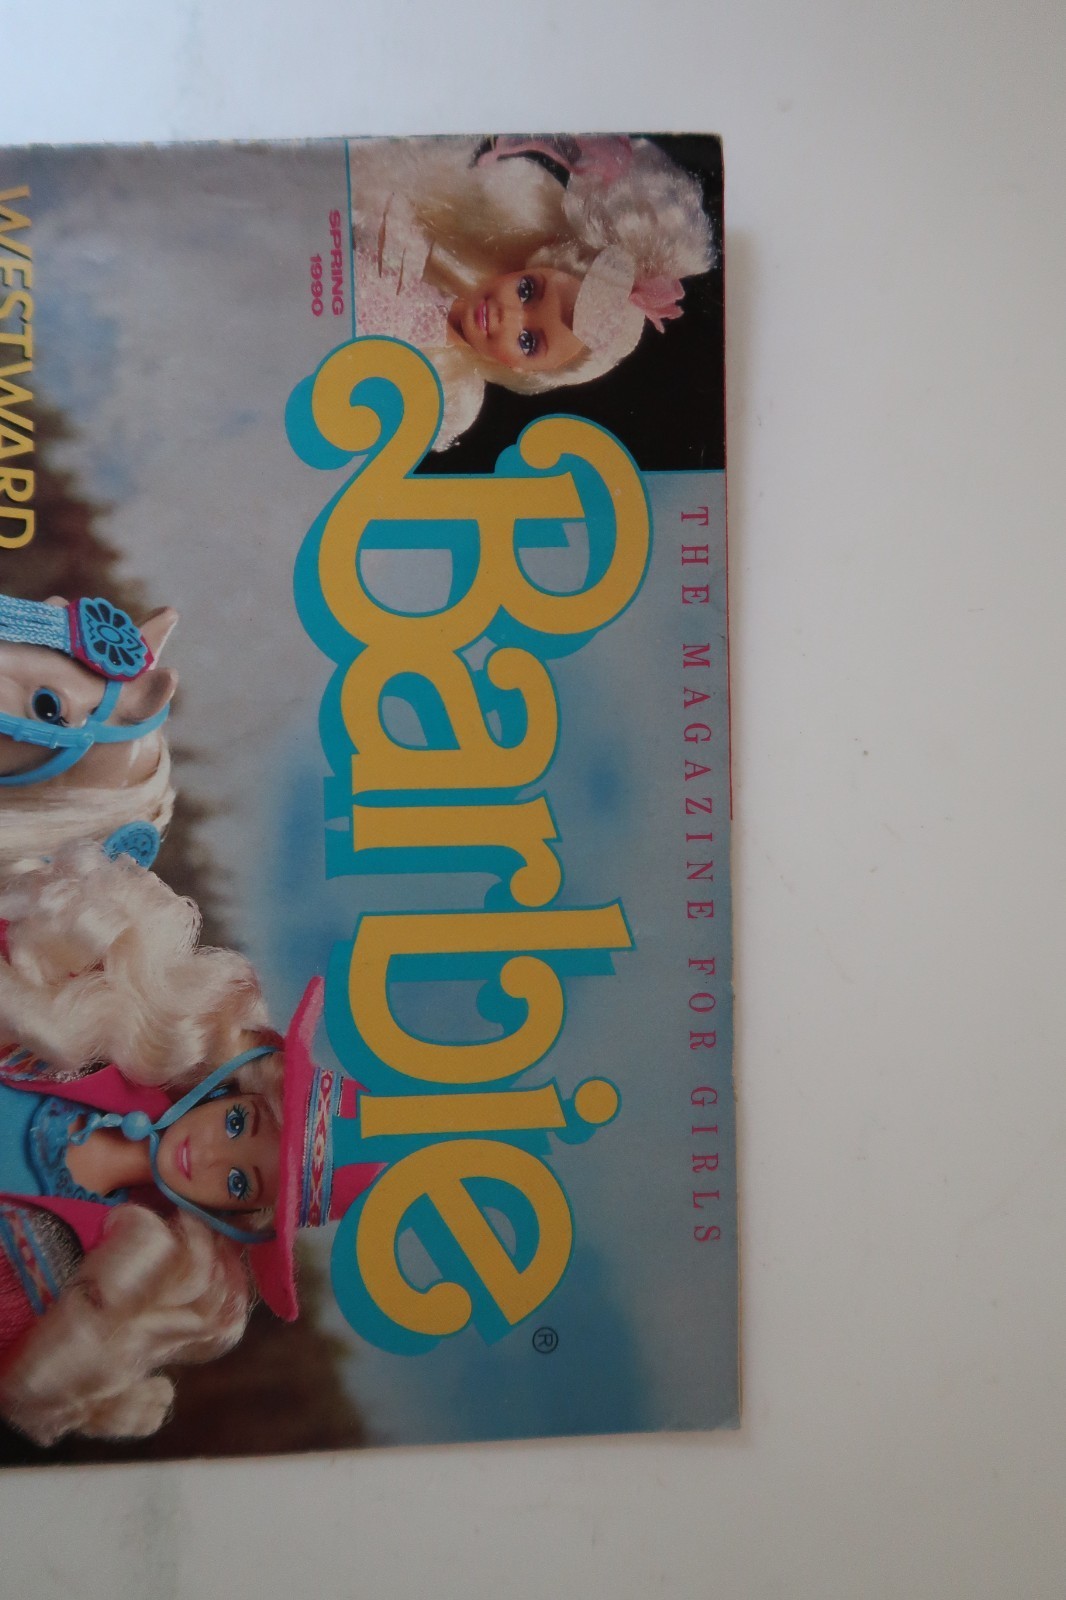 THE MAGAZINE FOR GIRLS
Barbie®
SPRING
1990
WESTWARD